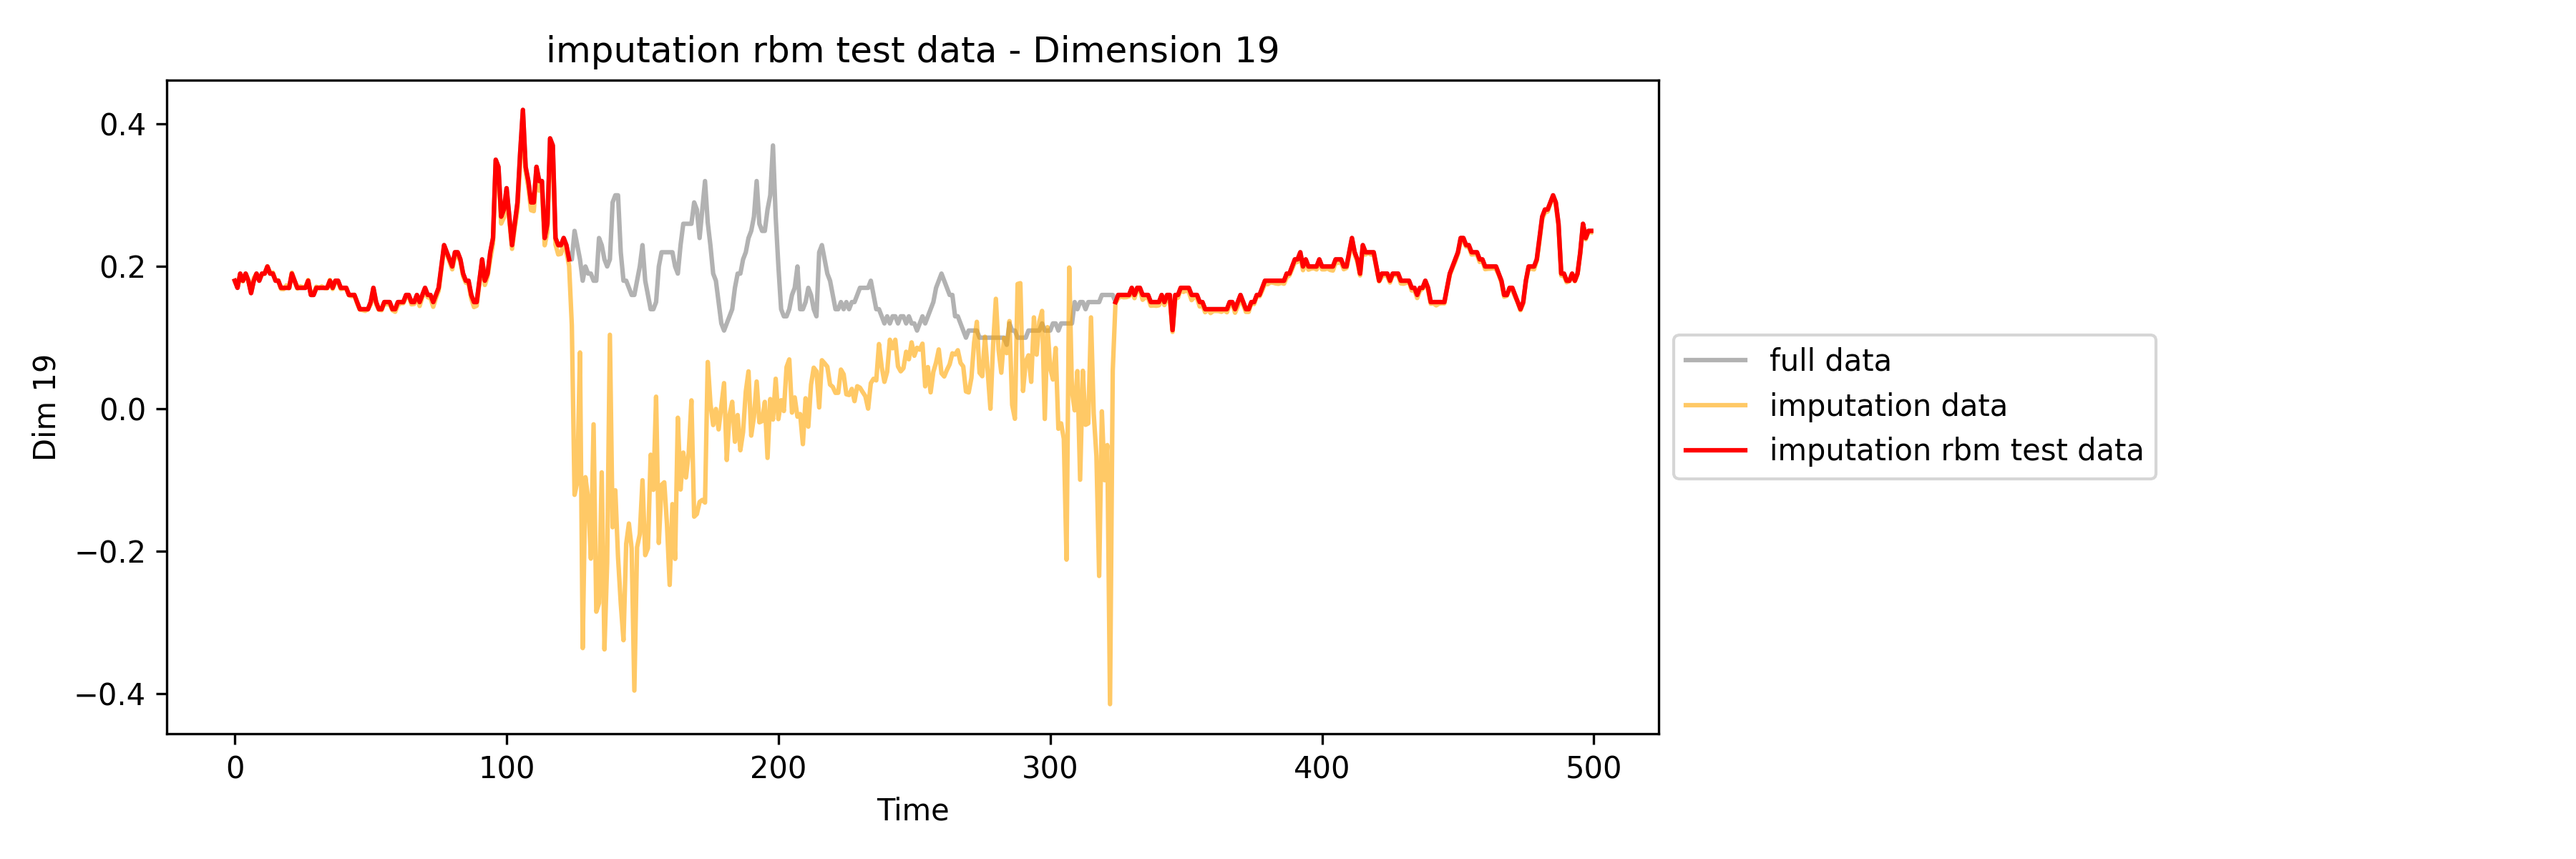 imputation rbm test data - Dimension 19
0.4
0.2
0.0
−0.2
−0.4
Dim 19
0
100
200
300
400
500
Time
full data
imputation data
imputation rbm test data